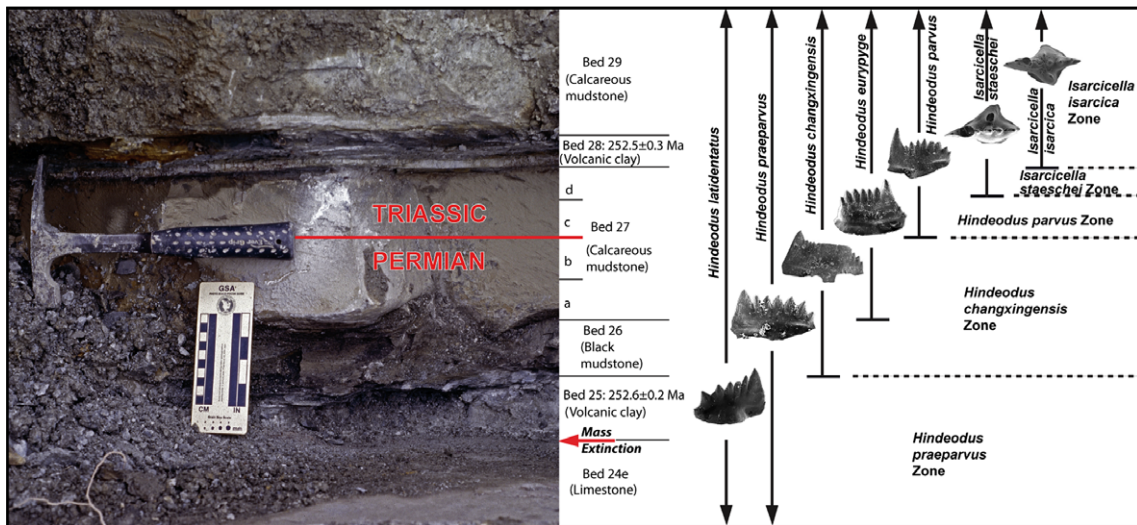 Bed 29
(Calcareous
mudstone)
Bed 28: 252.5±0.3 Ma
(Volcanic clay)
d
c
Bed 27
(Calcareous
mudstone)
b
a
Bed 26
(Black
mudstone)
Bed 25: 252.6±0.2 Ma
(Volcanic clay)
Mass
Extinction
Bed 24e
(Limestone)
TRIASSIC
PERMIAN
GSA
CM
IN
mm
Hindeodus latidentatus
Hindeodus praeparvus
Hindeodus changxingensis
Hindeodus eurypyge
Hindeodus parvus
Isarcicella
staeschei
Isarcicella
isarcica
Isarcicella
isarcica
Zone
Isarcicella
staeschei Zone
Hindeodus parvus Zone
Hindeodus
changxingensis
Zone
Hindeodus
praeparvus
Zone